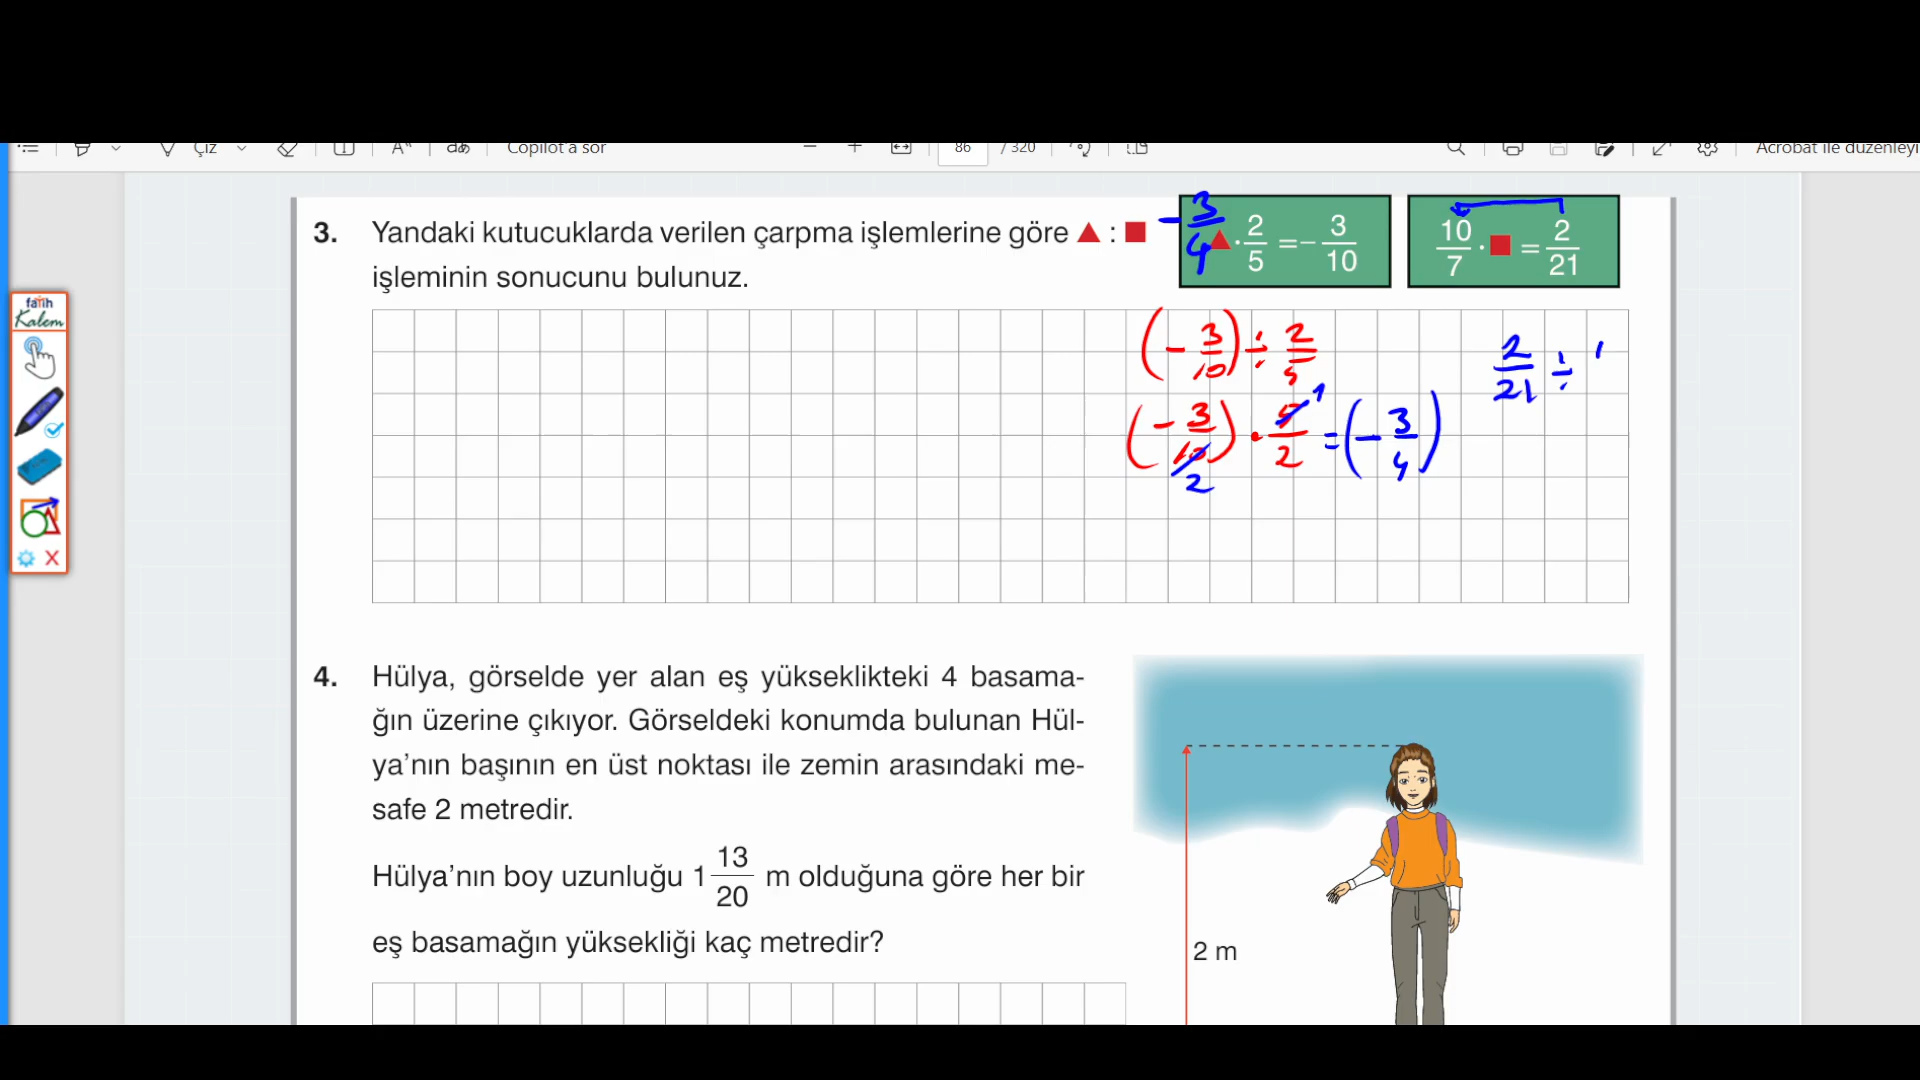 Çiz
Copilot'a sor
86 / 320
Acrobat ile düzenleyi
3. Yandaki kutucuklarda verilen çarpma işlemlerine göre ▲ : ■
işleminin sonucunu bulunuz.
-3/4
▲ · 2/5 = - 3/10
10/7 · ■ = 2/21
fatih
Kalem
(-3/10) ÷ 2/5
(-3/10) · 5/2 = (-3/4)
1
2
2/21 ÷ 1
4. Hülya, görselde yer alan eş yükseklikteki 4 basama-
ğın üzerine çıkıyor. Görseldeki konumda bulunan Hül-
ya’nın başının en üst noktası ile zemin arasındaki me-
safe 2 metredir.
Hülya’nın boy uzunluğu 1 13/20 m olduğuna göre her bir
eş basamağın yüksekliği kaç metredir?
2 m